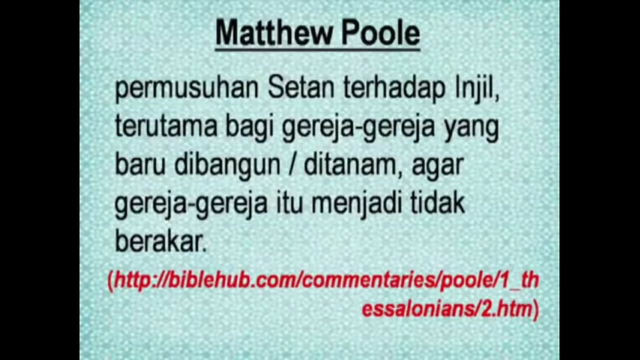 Matthew Poole
permusuhan Setan terhadap Injil,
terutama bagi gereja-gereja yang
baru dibangun / ditanam, agar
gereja-gereja itu menjadi tidak
berakar.
(http://biblehub.com/commentaries/poole/1_th
essalonians/2.htm)